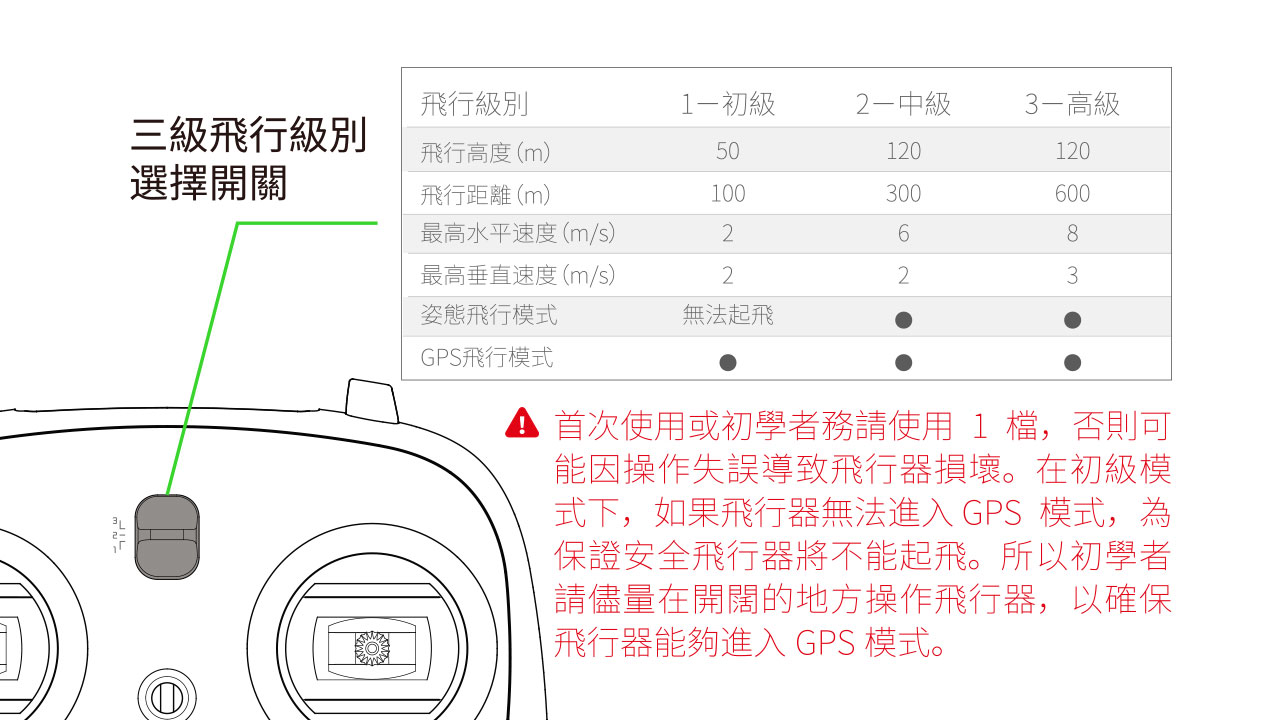 三級飛行級別
選擇開關
飛行級別 1－初級 2－中級 3－高級
飛行高度(m) 50 120 120
飛行距離(m) 100 300 600
最高水平速度(m/s) 2 6 8
最高垂直速度(m/s) 2 2 3
姿態飛行模式 無法起飛 ● ●
GPS飛行模式 ● ● ●
首次使用或初學者務請使用 1 檔，否則可
能因操作失誤導致飛行器損壞。在初級模
式下，如果飛行器無法進入 GPS 模式，為
保證安全飛行器將不能起飛。所以初學者
請儘量在開闊的地方操作飛行器，以確保
飛行器能夠進入 GPS 模式。
3
2
1